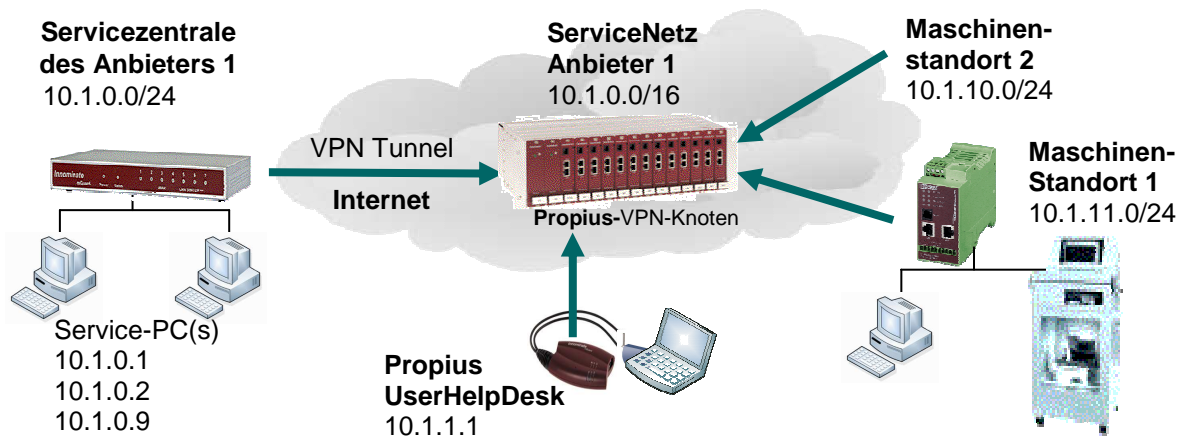 Servicezentrale
des Anbieters 1
10.1.0.0/24
ServiceNetz
Anbieter 1
10.1.0.0/16
Maschinen-
standort 2
10.1.10.0/24
Innominate
VPN Tunnel
Internet
Propius-VPN-Knoten
Maschinen-
Standort 1
10.1.11.0/24
Service-PC(s)
10.1.0.1
10.1.0.2
10.1.0.9
Propius
UserHelpDesk
10.1.1.1